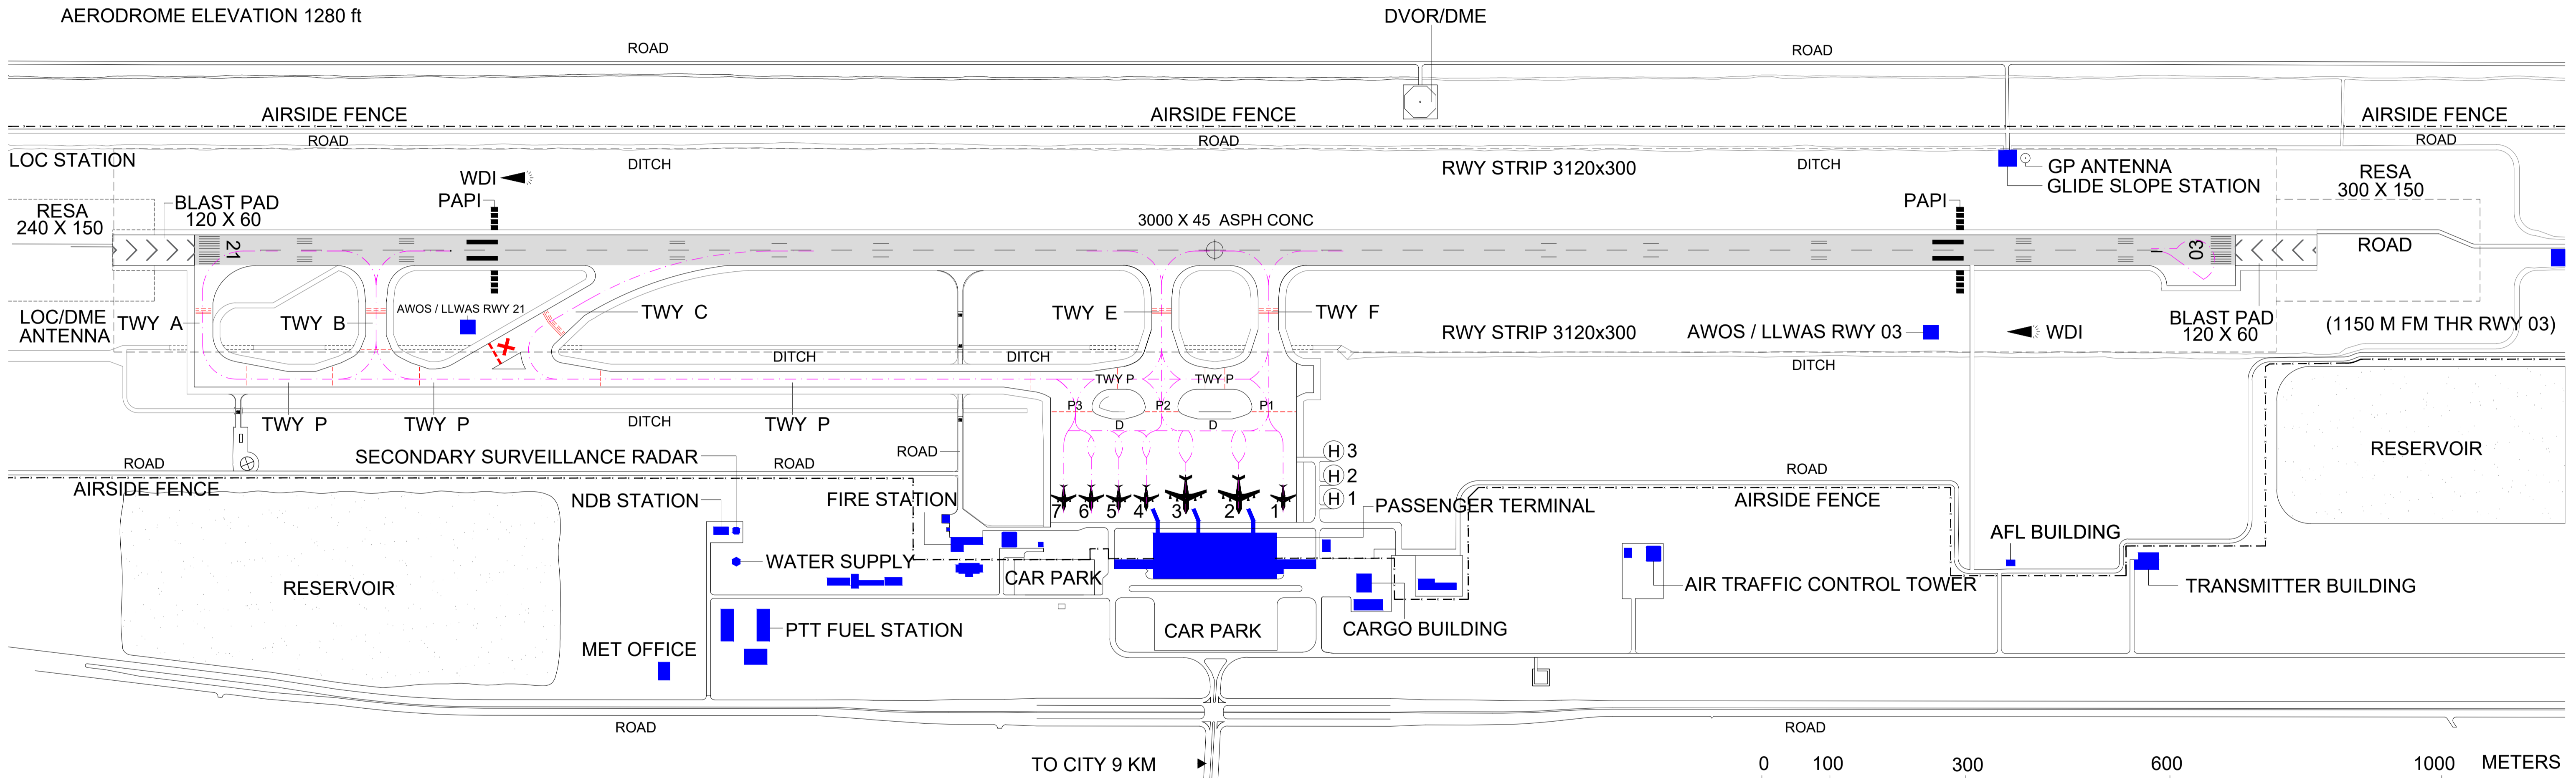 AERODROME ELEVATION 1280 ft
DVOR/DME
ROAD
ROAD
AIRSIDE FENCE
AIRSIDE FENCE
AIRSIDE FENCE
ROAD
ROAD
ROAD
LOC STATION
DITCH
RWY STRIP 3120x300
DITCH
GP ANTENNA
GLIDE SLOPE STATION
WDI
PAPI
PAPI
RESA
240 X 150
BLAST PAD
120 X 60
RESA
300 X 150
3000 X 45 ASPH CONC
21
03
ROAD
LOC/DME
ANTENNA
TWY A
TWY B
AWOS / LLWAS RWY 21
TWY C
TWY E
TWY F
RWY STRIP 3120x300
AWOS / LLWAS RWY 03
WDI
BLAST PAD
120 X 60
(1150 M FM THR RWY 03)
X
DITCH
DITCH
DITCH
TWY P
TWY P
P3
P2
P1
D
D
TWY P
TWY P
TWY P
DITCH
ROAD
SECONDARY SURVEILLANCE RADAR
ROAD
ROAD
H 3
H 2
H 1
ROAD
RESERVOIR
AIRSIDE FENCE
NDB STATION
FIRE STATION
7
6
5
4
3
2
1
PASSENGER TERMINAL
AIRSIDE FENCE
AFL BUILDING
WATER SUPPLY
RESERVOIR
CAR PARK
AIR TRAFFIC CONTROL TOWER
TRANSMITTER BUILDING
PTT FUEL STATION
CAR PARK
CARGO BUILDING
MET OFFICE
ROAD
ROAD
TO CITY 9 KM
0 100 300 600 1000 METERS